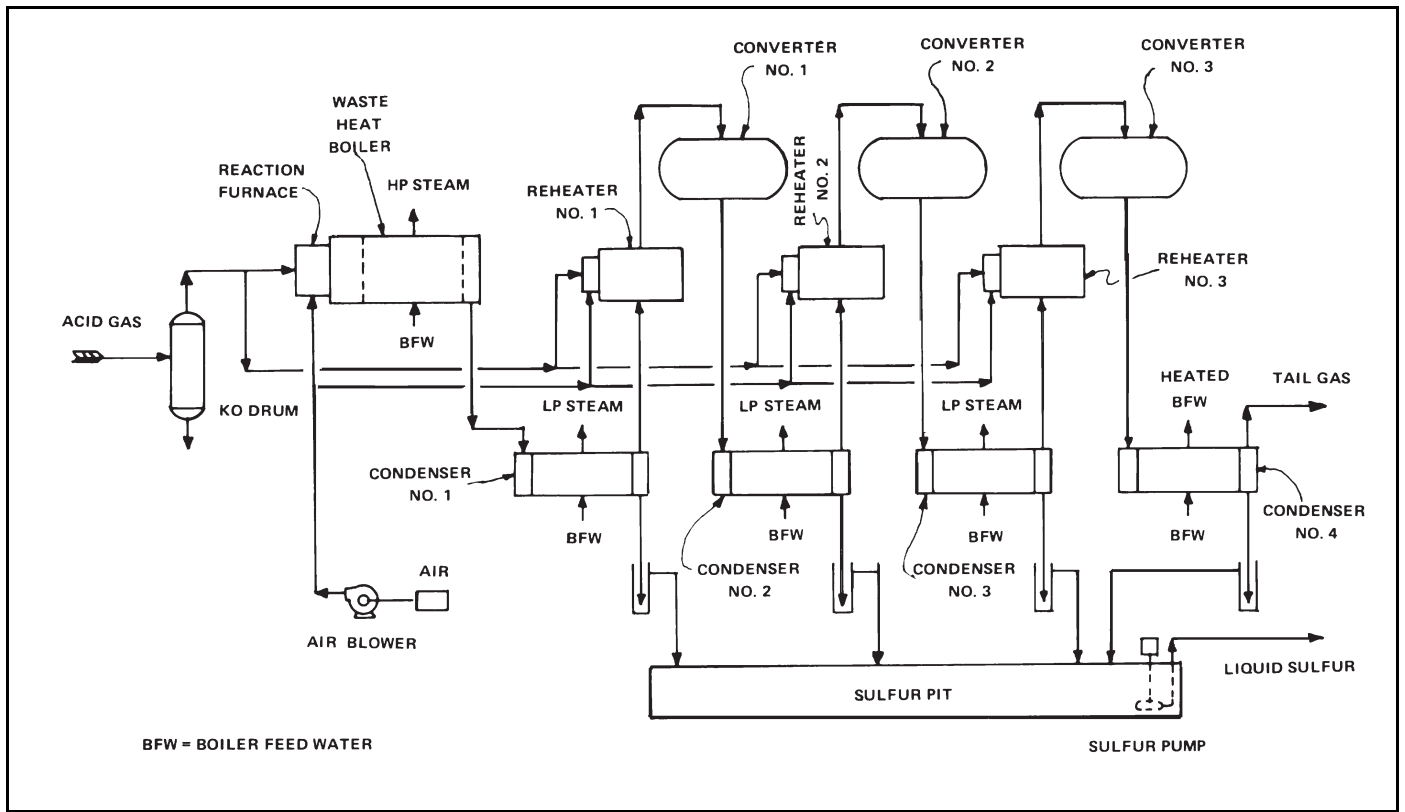 CONVERTER
NO. 1
CONVERTER
NO. 2
CONVERTER
NO. 3
WASTE
HEAT
BOILER
REACTION
FURNACE
HP STEAM
REHEATER
NO. 1
REHEATER
NO. 2
REHEATER
NO. 3
ACID GAS
BFW
KO DRUM
LP STEAM
LP STEAM
LP STEAM
HEATED
BFW
TAIL GAS
CONDENSER
NO. 1
BFW
BFW
BFW
BFW
CONDENSER
NO. 4
CONDENSER
NO. 2
CONDENSER
NO. 3
AIR
AIR BLOWER
SULFUR PIT
LIQUID SULFUR
BFW = BOILER FEED WATER
SULFUR PUMP